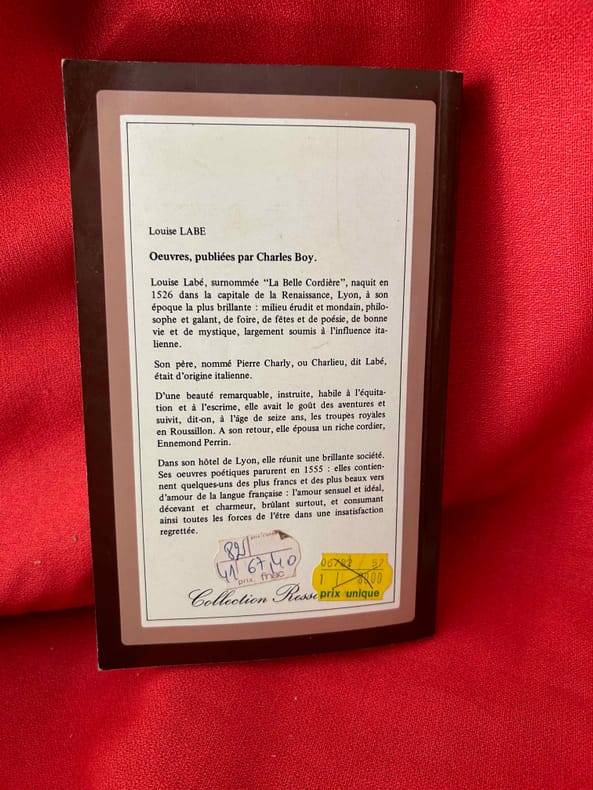 Louise LABE
Oeuvres, publiées par Charles Boy.
Louise Labé, surnommée "La Belle Cordière", naquit en
1526 dans la capitale de la Renaissance, Lyon, à son
époque la plus brillante : milieu érudit et mondain, philo-
sophe et galant, de foire, de fêtes et de poésie, de bonne
vie et de mystique, largement soumis à l'influence ita-
lienne.
Son père, nommé Pierre Charly, ou Charlieu, dit Labé,
était d'origine italienne.
D'une beauté remarquable, instruite, habile à l'équita-
tion et à l'escrime, elle avait le goût des aventures et
suivit, dit-on, à l'âge de seize ans, les troupes royales
en Roussillon. A son retour, elle épousa un riche cordier,
Ennemond Perrin.
Dans son hôtel de Lyon, elle réunit une brillante société.
Ses oeuvres poétiques parurent en 1555 : elles contien-
nent quelques-uns des plus francs et des plus beaux vers
d'amour de la langue française : l'amour sensuel et idéal,
décevant et charmeur, brûlant surtout, et consumant
ainsi toutes les forces de l'être dans une insatisfaction
regrettée.
82
41 67,40
prix fnac
1
prix unique
Collection Resso